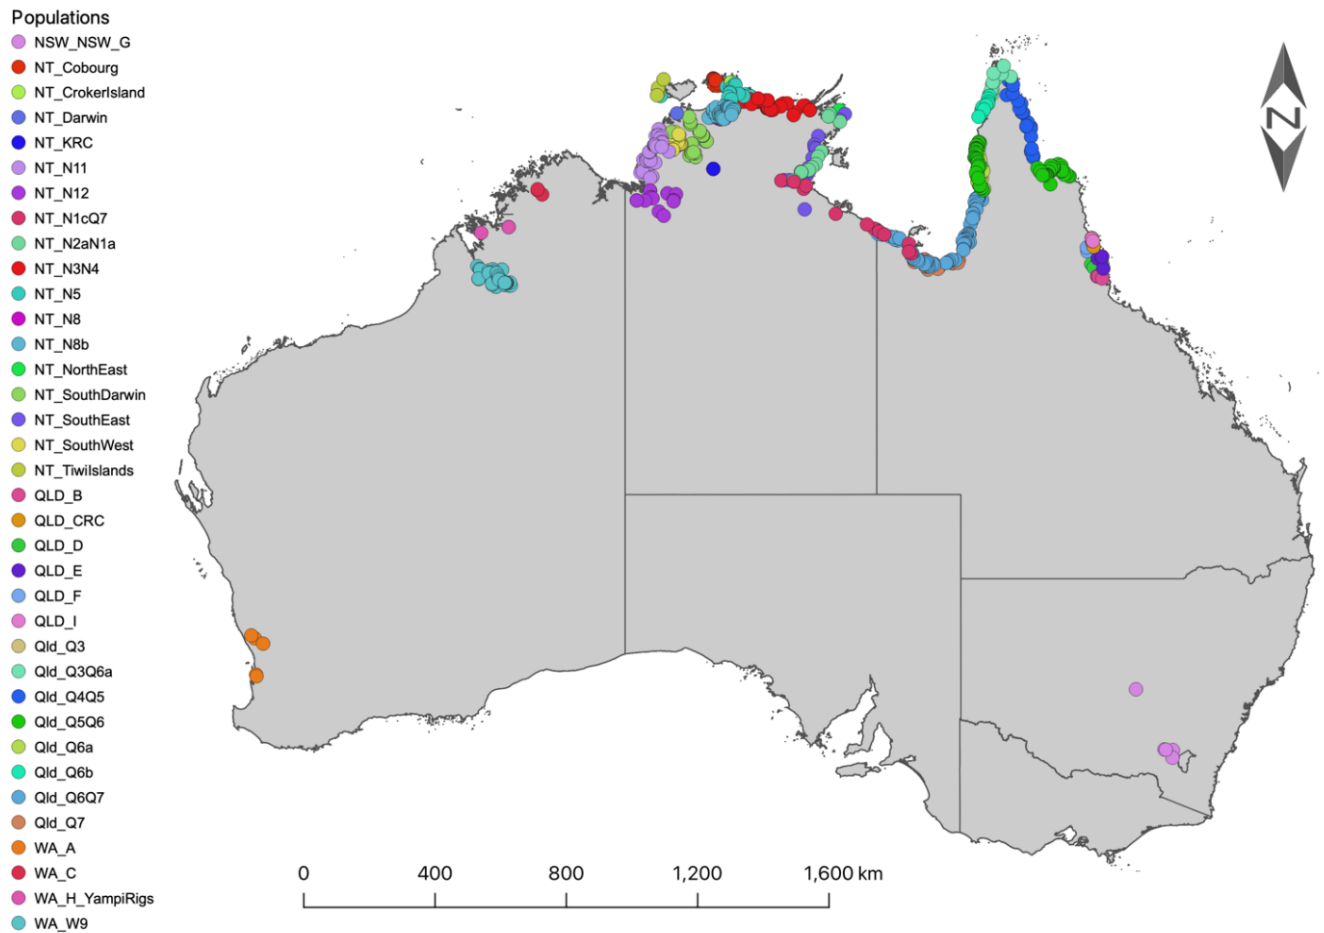 Populations
NSW_NSW_G
NT_Cobourg
NT_CrokerIsland
NT_Darwin
NT_KRC
NT_N11
NT_N12
NT_N1cQ7
NT_N2aN1a
NT_N3N4
NT_N5
NT_N8
NT_N8b
NT_NorthEast
NT_SouthDarwin
NT_SouthEast
NT_SouthWest
NT_TiwiIslands
QLD_B
QLD_CRC
QLD_D
QLD_E
QLD_F
QLD_I
Qld_Q3
Qld_Q3Q6a
Qld_Q4Q5
Qld_Q5Q6
Qld_Q6a
Qld_Q6b
Qld_Q6Q7
Qld_Q7
WA_A
WA_C
WA_H_YampiRigs
WA_W9
N
0 400 800 1,200 1,600 km